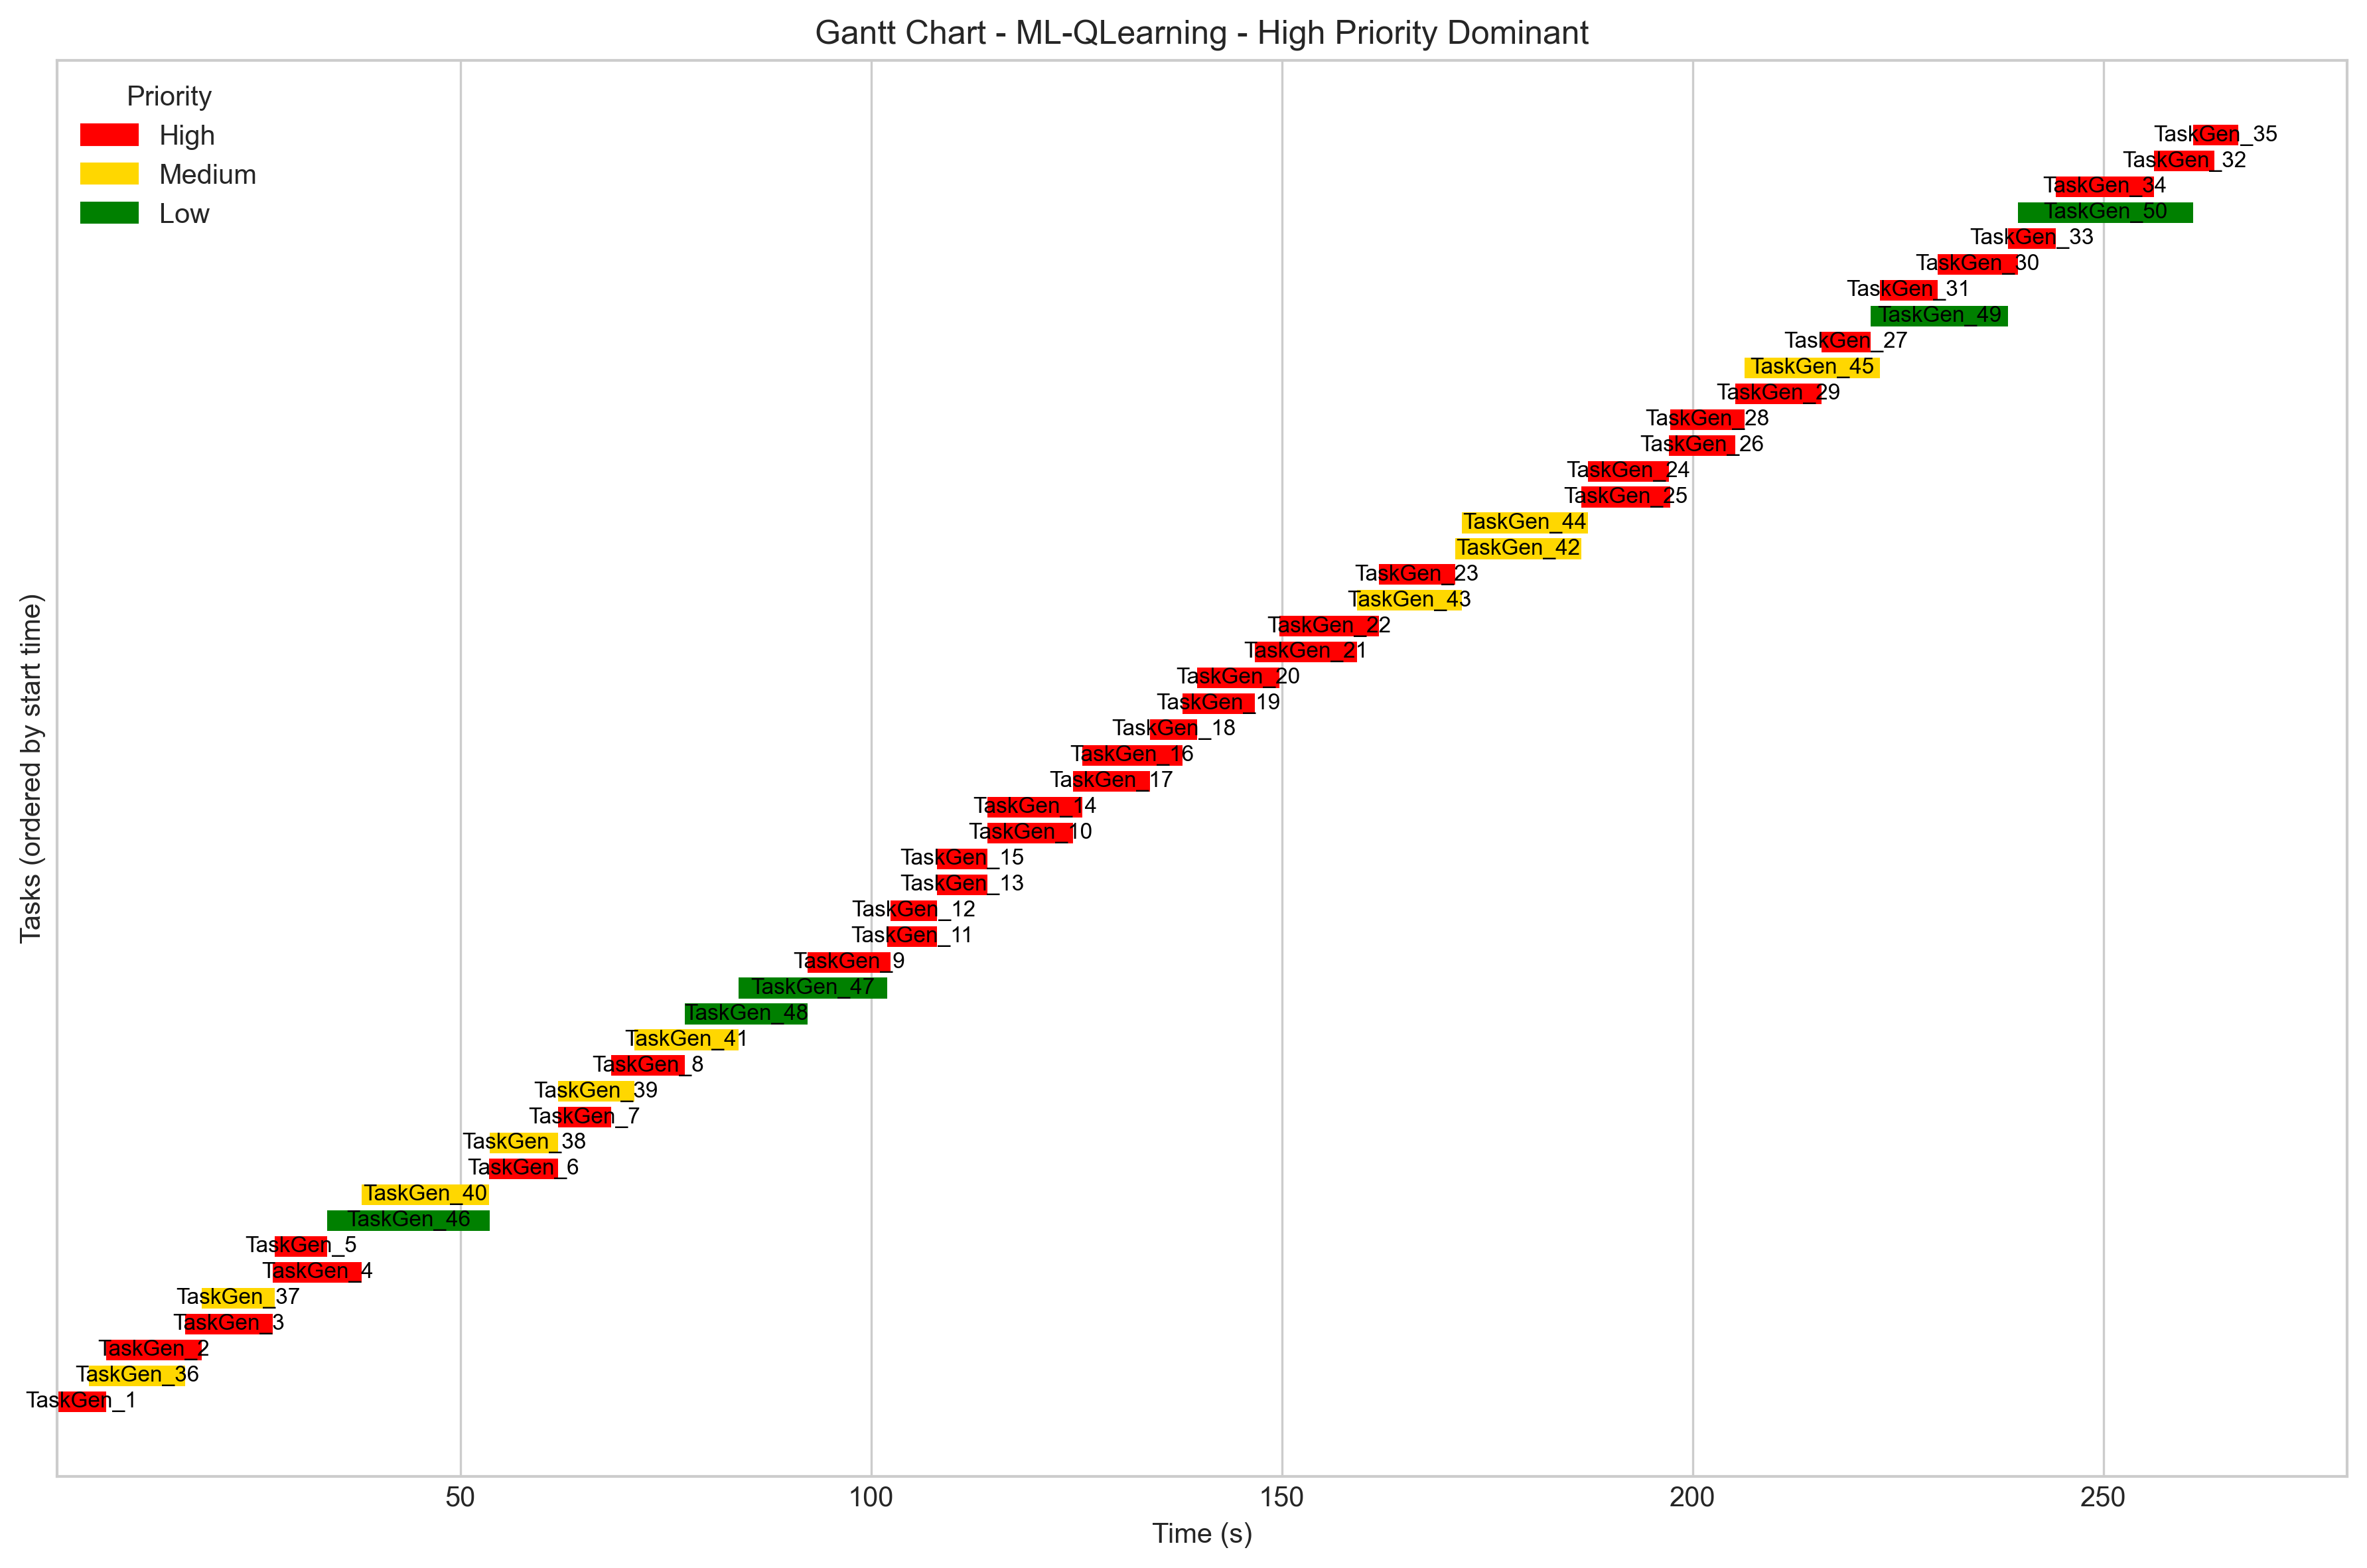 Gantt Chart - ML-QLearning - High Priority Dominant
Priority
High
Medium
Low
TaskGen_35
TaskGen_32
TaskGen_34
TaskGen_50
TaskGen_33
TaskGen_30
TaskGen_31
TaskGen_49
TaskGen_27
TaskGen_45
TaskGen_29
TaskGen_28
TaskGen_26
TaskGen_24
TaskGen_25
TaskGen_44
TaskGen_42
TaskGen_23
TaskGen_43
TaskGen_22
TaskGen_21
TaskGen_20
TaskGen_19
TaskGen_18
TaskGen_16
TaskGen_17
TaskGen_14
TaskGen_10
TaskGen_15
TaskGen_13
TaskGen_12
TaskGen_11
TaskGen_9
TaskGen_47
TaskGen_48
TaskGen_41
TaskGen_8
TaskGen_39
TaskGen_7
TaskGen_38
TaskGen_6
TaskGen_40
TaskGen_46
TaskGen_5
TaskGen_4
TaskGen_37
TaskGen_3
TaskGen_2
TaskGen_36
TaskGen_1
Tasks (ordered by start time)
50 100 150 200 250
Time (s)